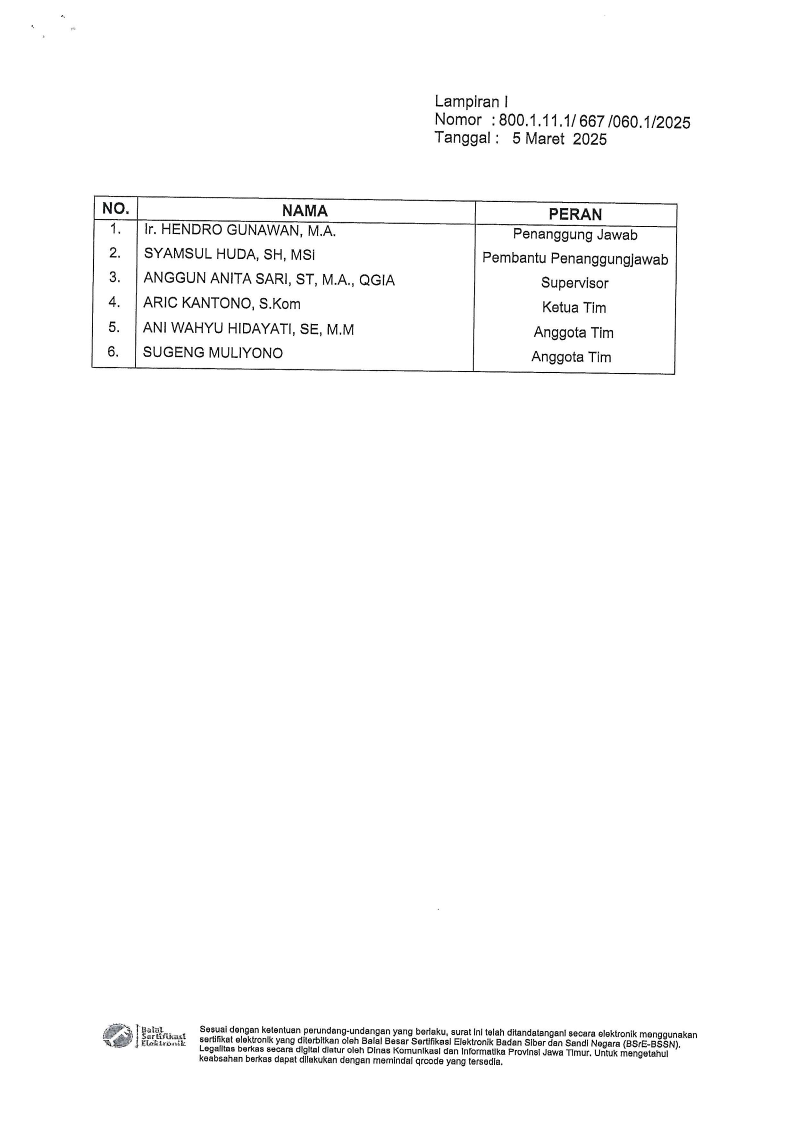 Lampiran I
Nomor : 800.1.11.1/ 667 /060.1/2025
Tanggal : 5 Maret 2025
NO. NAMA PERAN
1. Ir. HENDRO GUNAWAN, M.A. Penanggung Jawab
2. SYAMSUL HUDA, SH, MSi Pembantu Penanggungjawab
3. ANGGUN ANITA SARI, ST, M.A., QGIA Supervisor
4. ARIC KANTONO, S.Kom Ketua Tim
5. ANI WAHYU HIDAYATI, SE, M.M Anggota Tim
6. SUGENG MULIYONO Anggota Tim
Balai
Sertifikasi
Elektronik
Sesuai dengan ketentuan perundang-undangan yang berlaku, surat ini telah ditandatangani secara elektronik menggunakan
sertifikat elektronik yang diterbitkan oleh Balai Besar Sertifikasi Elektronik Badan Siber dan Sandi Negara (BSrE-BSSN).
Legalitas berkas secara digital diatur oleh Dinas Komunikasi dan Informatika Provinsi Jawa Timur. Untuk mengetahui
keabsahan berkas dapat dilakukan dengan memindai qrcode yang tersedia.